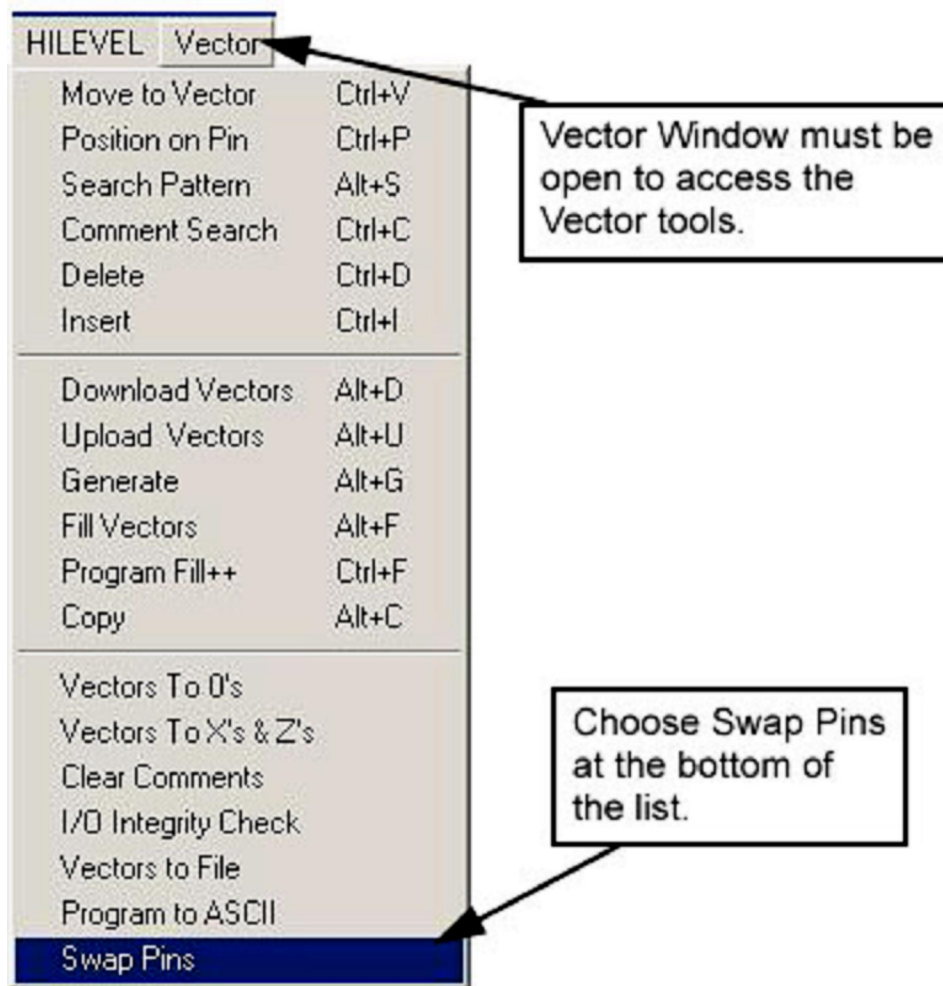 HILEVEL Vector
Move to Vector Ctrl+V
Position on Pin Ctrl+P
Search Pattern Alt+S
Comment Search Ctrl+C
Delete Ctrl+D
Insert Ctrl+I
Download Vectors Alt+D
Upload Vectors Alt+U
Generate Alt+G
Fill Vectors Alt+F
Program Fill++ Ctrl+F
Copy Alt+C
Vectors To 0's
Vectors To X's & Z's
Clear Comments
I/O Integrity Check
Vectors to File
Program to ASCII
Swap Pins
Vector Window must be
open to access the
Vector tools.
Choose Swap Pins
at the bottom of
the list.